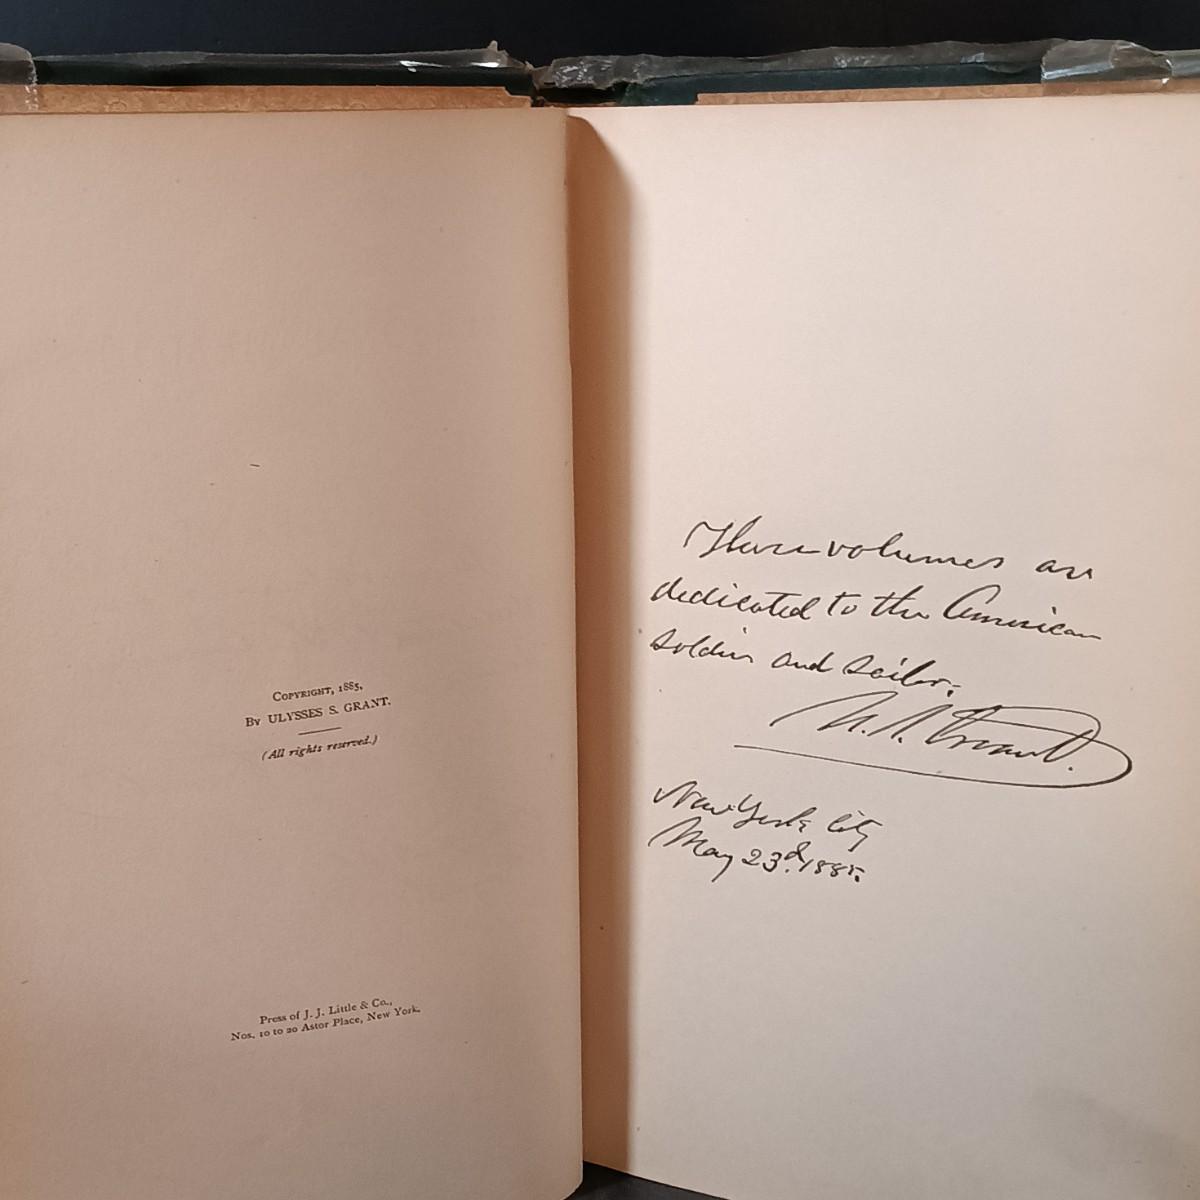 COPYRIGHT, 1885,
BY ULYSSES S. GRANT.
(All rights reserved.)
Press of J. J. Little & Co.,
Nos. 10 to 20 Astor Place, New York.
These volumes are
dedicated to the American
soldier and sailor.
U. S. Grant.
New York City
May 23d. 1885.